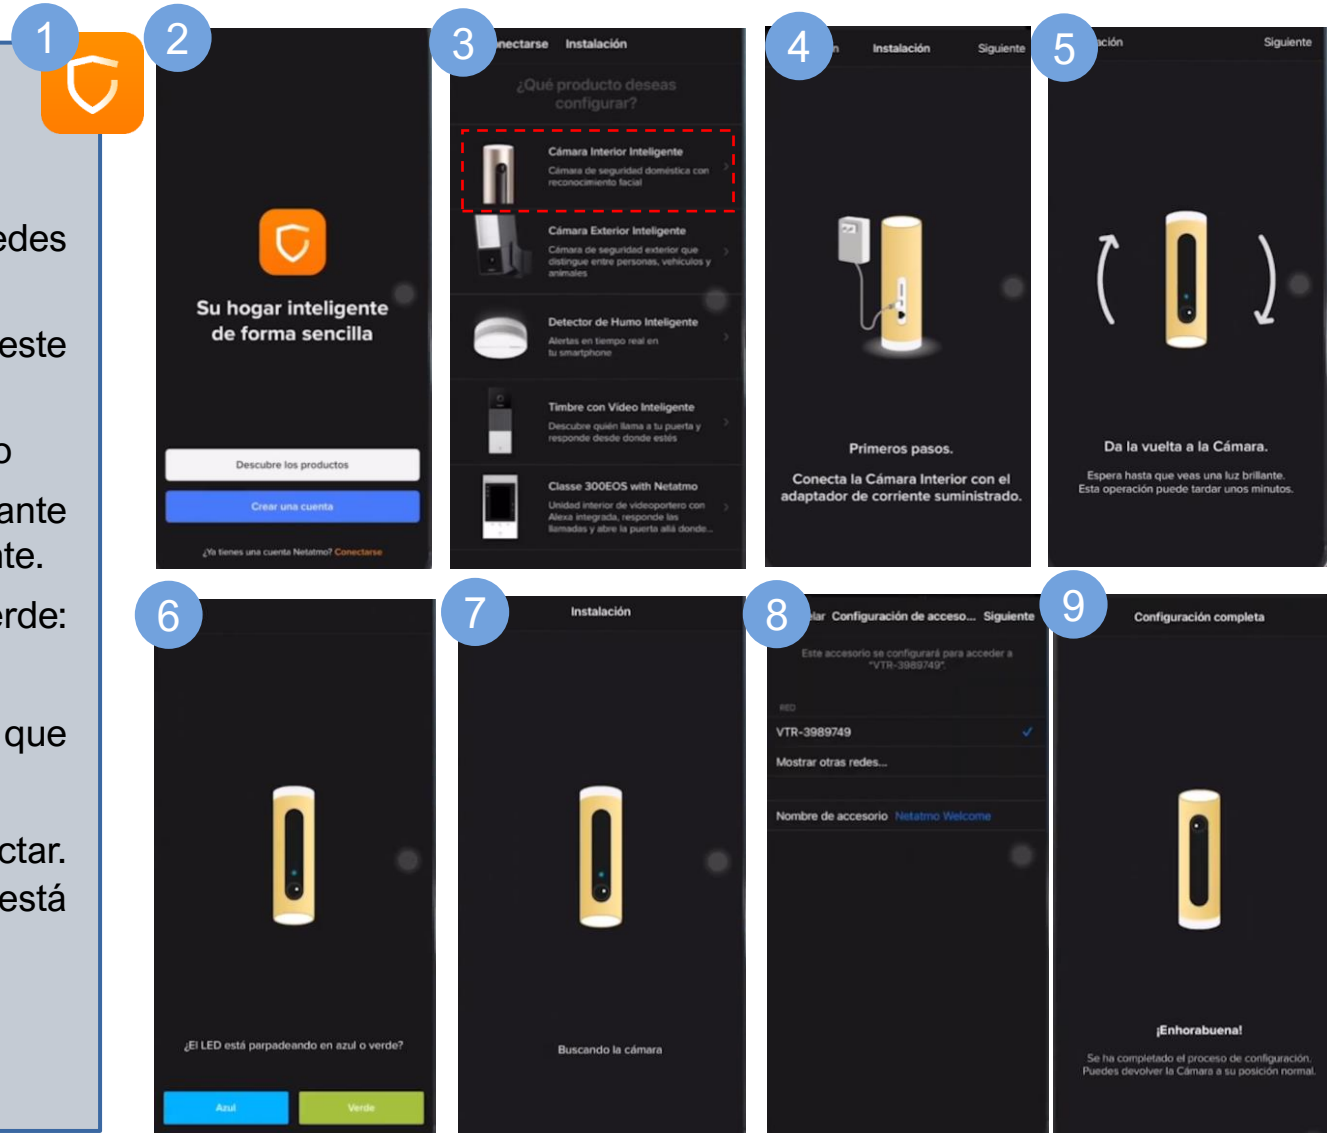 1
edes
este
o
ante
nte.
erde:
que
ctar.
está
2
Su hogar inteligente
de forma sencilla
Descubre los productos
Crear una cuenta
¿Ya tienes una cuenta Netatmo? Conectarse
3
nectarse Instalación
¿Qué producto deseas
configurar?
Cámara Interior Inteligente
Cámara de seguridad doméstica con
reconocimiento facial
Cámara Exterior Inteligente
Cámara de seguridad exterior que
distingue entre personas, vehículos y
animales
Detector de Humo Inteligente
Alertas en tiempo real en
tu smartphone
Timbre con Vídeo Inteligente
Descubre quién llama a tu puerta y
responde desde donde estés
Classe 300EOS with Netatmo
Unidad interior de videoportero con
Alexa integrada, responde las
llamadas y abre la puerta allá donde...
4
n Instalación Siguiente
Primeros pasos.
Conecta la Cámara Interior con el
adaptador de corriente suministrado.
5
ación Siguiente
Da la vuelta a la Cámara.
Espera hasta que veas una luz brillante.
Esta operación puede tardar unos minutos.
6
¿El LED está parpadeando en azul o verde?
Azul Verde
7
Instalación
Buscando la cámara
8
elar Configuración de acceso... Siguiente
Este accesorio se configurará para acceder a
"VTR-3989749".
RED
VTR-3989749
Mostrar otras redes...
Nombre de accesorio Netatmo Welcome
9
Configuración completa
¡Enhorabuena!
Se ha completado el proceso de configuración.
Puedes devolver la Cámara a su posición normal.